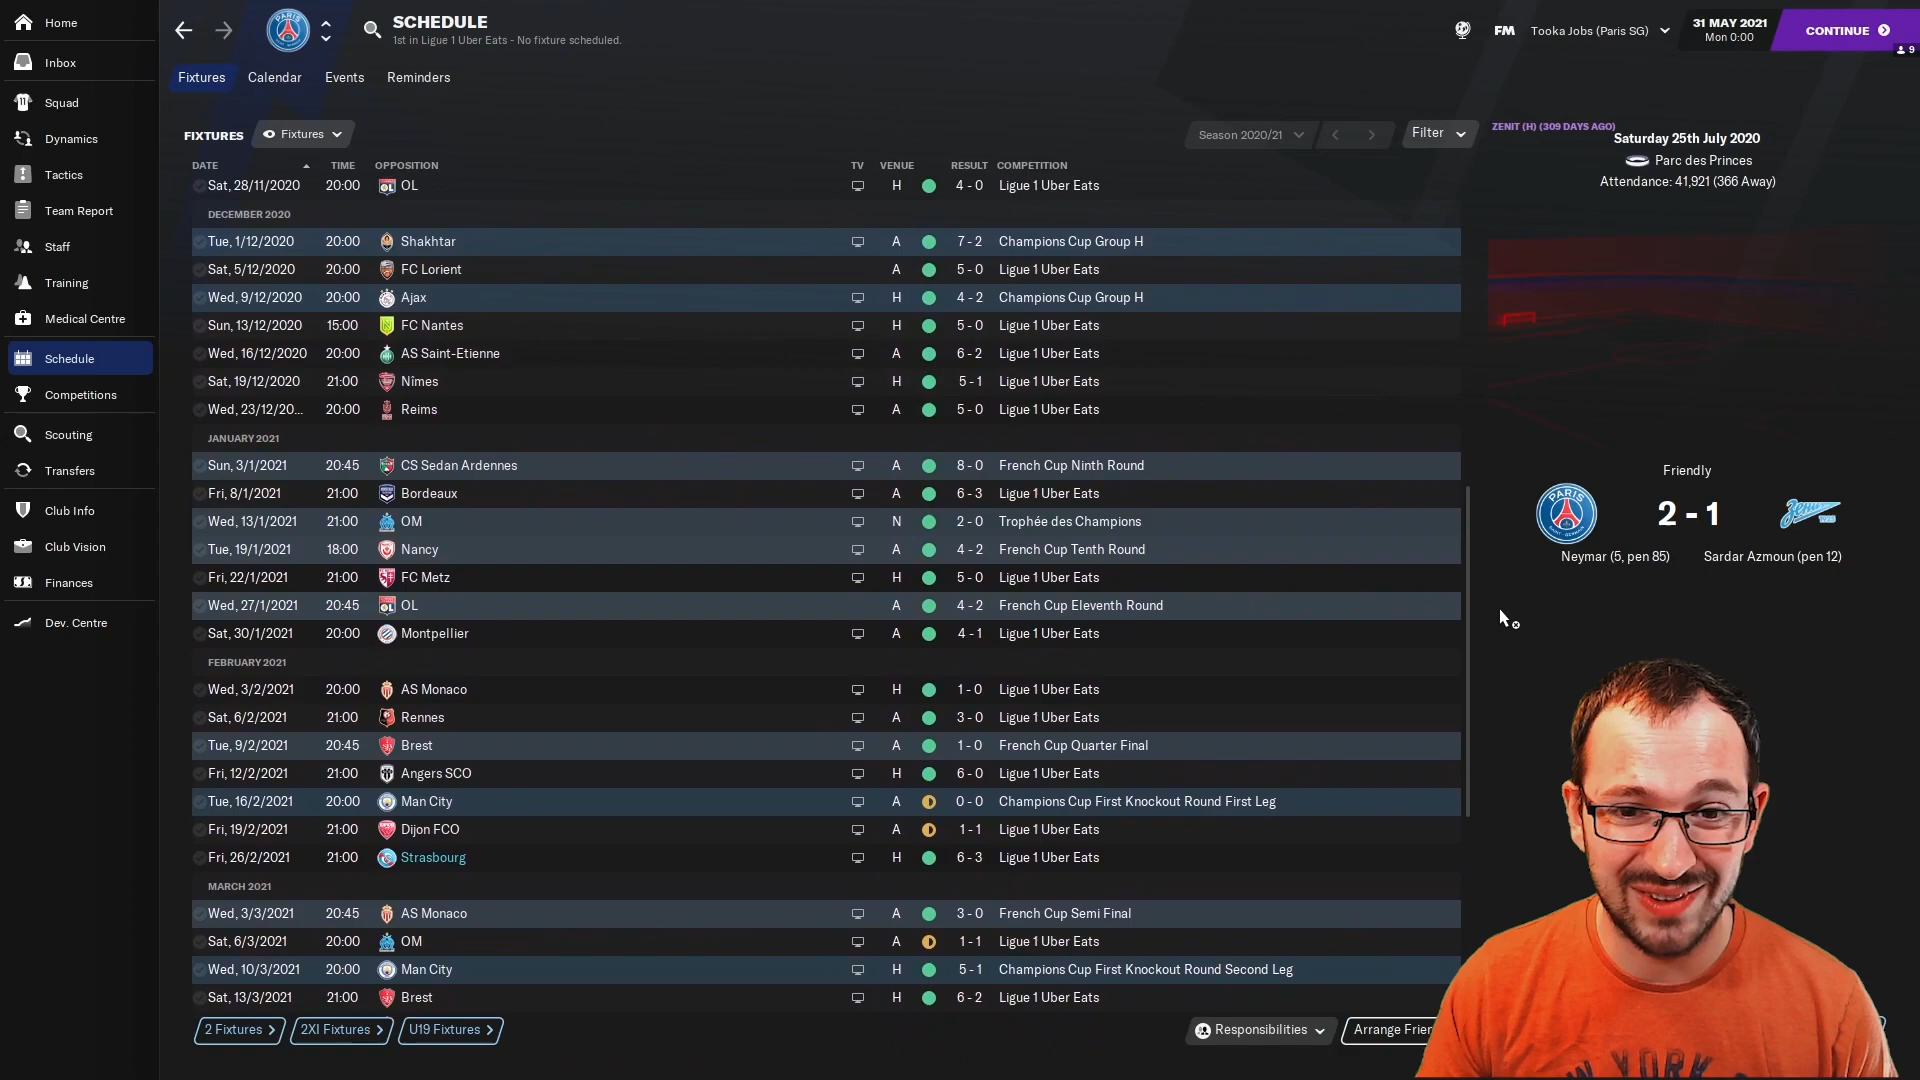 Home
Inbox
Squad
Dynamics
Tactics
Team Report
Staff
Training
Medical Centre
Schedule
Competitions
Scouting
Transfers
Club Info
Club Vision
Finances
Dev. Centre
SCHEDULE
1st in Ligue 1 Uber Eats - No fixture scheduled.
FM
Tooka Jobs (Paris SG)
31 MAY 2021
Mon 0:00
CONTINUE
9
Fixtures Calendar Events Reminders
FIXTURES Fixtures Season 2020/21 Filter
DATE TIME OPPOSITION TV VENUE RESULT COMPETITION
Sat, 28/11/2020 20:00 OL H 4 - 0 Ligue 1 Uber Eats
DECEMBER 2020
Tue, 1/12/2020 20:00 Shakhtar A 7 - 2 Champions Cup Group H
Sat, 5/12/2020 20:00 FC Lorient A 5 - 0 Ligue 1 Uber Eats
Wed, 9/12/2020 20:00 Ajax H 4 - 2 Champions Cup Group H
Sun, 13/12/2020 15:00 FC Nantes H 5 - 0 Ligue 1 Uber Eats
Wed, 16/12/2020 20:00 AS Saint-Etienne A 6 - 2 Ligue 1 Uber Eats
Sat, 19/12/2020 21:00 Nîmes H 5 - 1 Ligue 1 Uber Eats
Wed, 23/12/20... 20:00 Reims A 5 - 0 Ligue 1 Uber Eats
JANUARY 2021
Sun, 3/1/2021 20:45 CS Sedan Ardennes A 8 - 0 French Cup Ninth Round
Fri, 8/1/2021 21:00 Bordeaux A 6 - 3 Ligue 1 Uber Eats
Wed, 13/1/2021 21:00 OM N 2 - 0 Trophée des Champions
Tue, 19/1/2021 18:00 Nancy A 4 - 2 French Cup Tenth Round
Fri, 22/1/2021 21:00 FC Metz H 5 - 0 Ligue 1 Uber Eats
Wed, 27/1/2021 20:45 OL A 4 - 2 French Cup Eleventh Round
Sat, 30/1/2021 20:00 Montpellier A 4 - 1 Ligue 1 Uber Eats
FEBRUARY 2021
Wed, 3/2/2021 20:00 AS Monaco H 1 - 0 Ligue 1 Uber Eats
Sat, 6/2/2021 21:00 Rennes A 3 - 0 Ligue 1 Uber Eats
Tue, 9/2/2021 20:45 Brest A 1 - 0 French Cup Quarter Final
Fri, 12/2/2021 21:00 Angers SCO H 6 - 0 Ligue 1 Uber Eats
Tue, 16/2/2021 20:00 Man City A 0 - 0 Champions Cup First Knockout Round First Leg
Fri, 19/2/2021 21:00 Dijon FCO A 1 - 1 Ligue 1 Uber Eats
Fri, 26/2/2021 21:00 Strasbourg H 6 - 3 Ligue 1 Uber Eats
MARCH 2021
Wed, 3/3/2021 20:45 AS Monaco A 3 - 0 French Cup Semi Final
Sat, 6/3/2021 20:00 OM A 1 - 1 Ligue 1 Uber Eats
Wed, 10/3/2021 20:00 Man City H 5 - 1 Champions Cup First Knockout Round Second Leg
Sat, 13/3/2021 21:00 Brest H 6 - 2 Ligue 1 Uber Eats
2 Fixtures 2XI Fixtures U19 Fixtures Responsibilities Arrange Frien
ZENIT (H) (309 DAYS AGO)
Saturday 25th July 2020
Parc des Princes
Attendance: 41,921 (366 Away)
Friendly
PARIS
2 - 1
Neymar (5, pen 85) Sardar Azmoun (pen 12)
W YORK